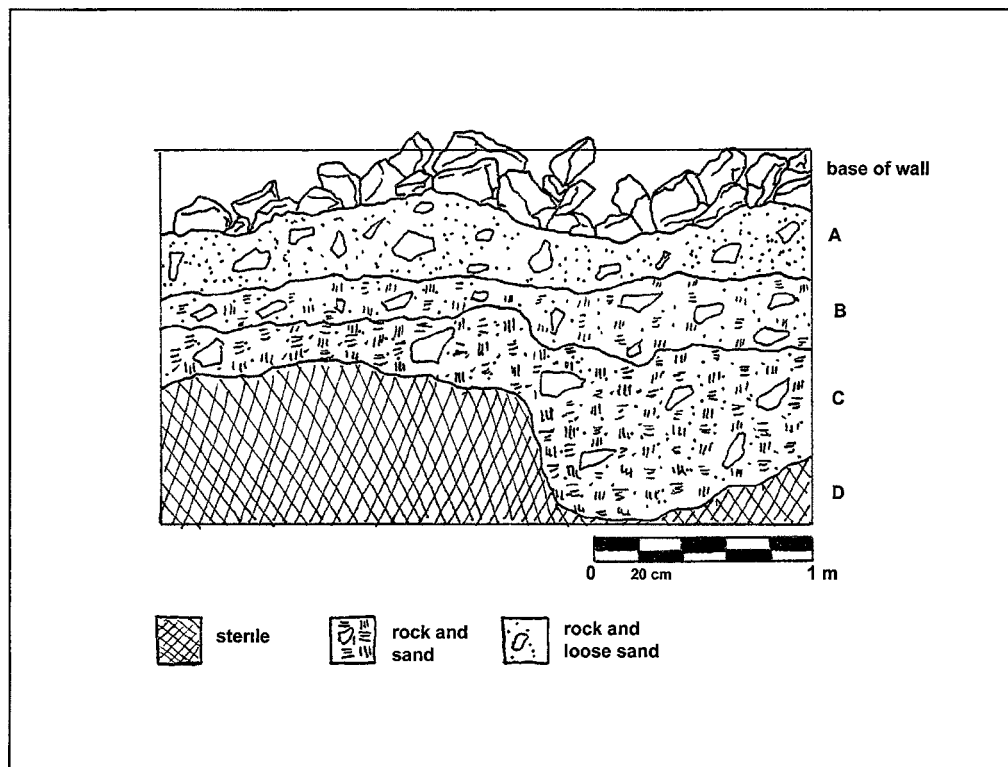 base of wall
A
B
C
D
0 20 cm 1 m
sterile
rock and
sand
rock and
loose sand